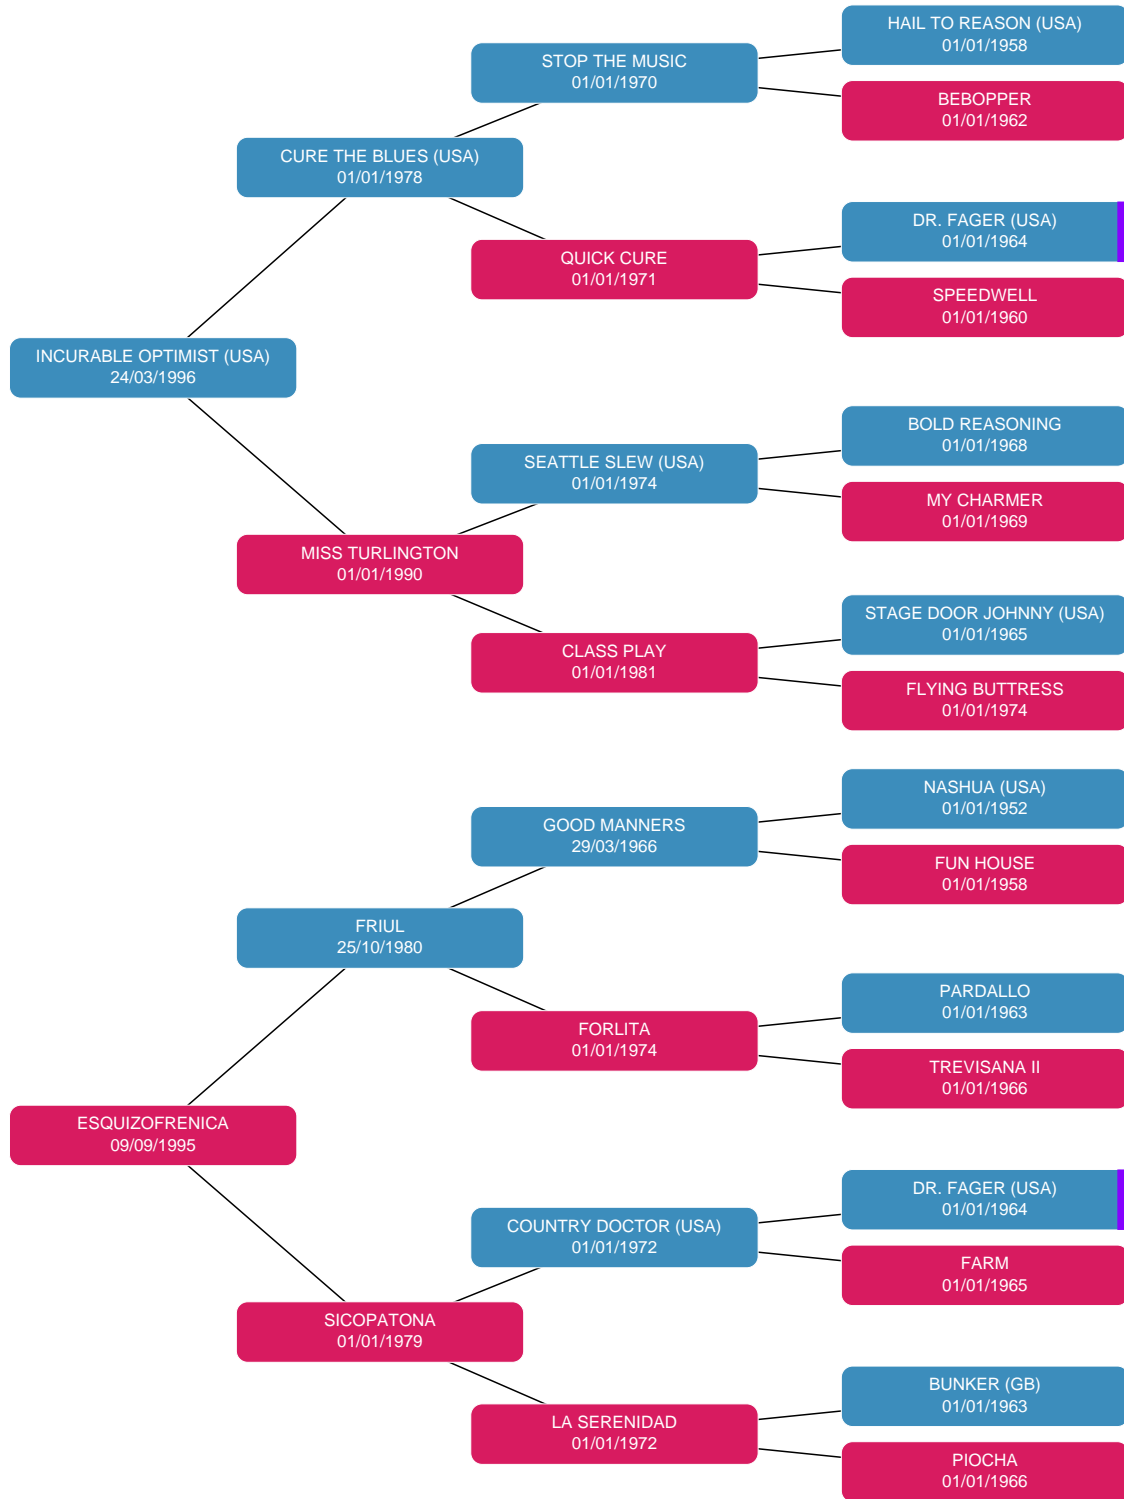 HAIL TO REASON (USA)
01/01/1958
STOP THE MUSIC
01/01/1970
BEBOPPER
01/01/1962
CURE THE BLUES (USA)
01/01/1978
DR. FAGER (USA)
01/01/1964
QUICK CURE
01/01/1971
SPEEDWELL
01/01/1960
INCURABLE OPTIMIST (USA)
24/03/1996
BOLD REASONING
01/01/1968
SEATTLE SLEW (USA)
01/01/1974
MY CHARMER
01/01/1969
MISS TURLINGTON
01/01/1990
STAGE DOOR JOHNNY (USA)
01/01/1965
CLASS PLAY
01/01/1981
FLYING BUTTRESS
01/01/1974
NASHUA (USA)
01/01/1952
GOOD MANNERS
29/03/1966
FUN HOUSE
01/01/1958
FRIUL
25/10/1980
PARDALLO
01/01/1963
FORLITA
01/01/1974
TREVISANA II
01/01/1966
ESQUIZOFRENICA
09/09/1995
DR. FAGER (USA)
01/01/1964
COUNTRY DOCTOR (USA)
01/01/1972
FARM
01/01/1965
SICOPATONA
01/01/1979
BUNKER (GB)
01/01/1963
LA SERENIDAD
01/01/1972
PIOCHA
01/01/1966